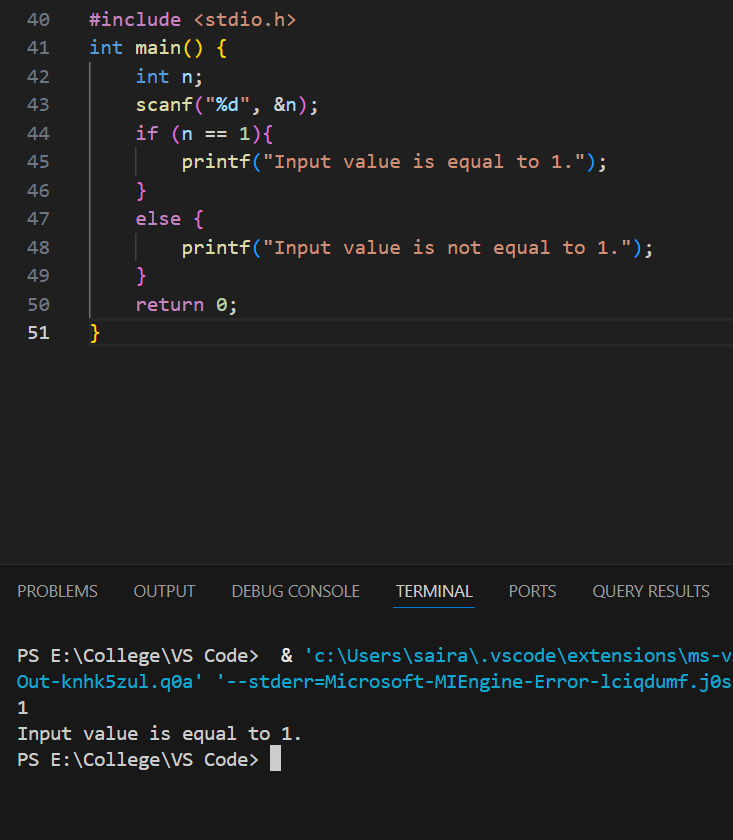 40 #include <stdio.h>
41 int main() {
42     int n;
43     scanf("%d", &n);
44     if (n == 1){
45         printf("Input value is equal to 1.");
46     }
47     else {
48         printf("Input value is not equal to 1.");
49     }
50     return 0;
51 }
PROBLEMS OUTPUT DEBUG CONSOLE TERMINAL PORTS QUERY RESULTS
PS E:\College\VS Code>  & 'c:\Users\saira\.vscode\extensions\ms-v
Out-knhk5zul.q0a' '--stderr=Microsoft-MIEngine-Error-lciqdumf.j0s
1
Input value is equal to 1.
PS E:\College\VS Code>